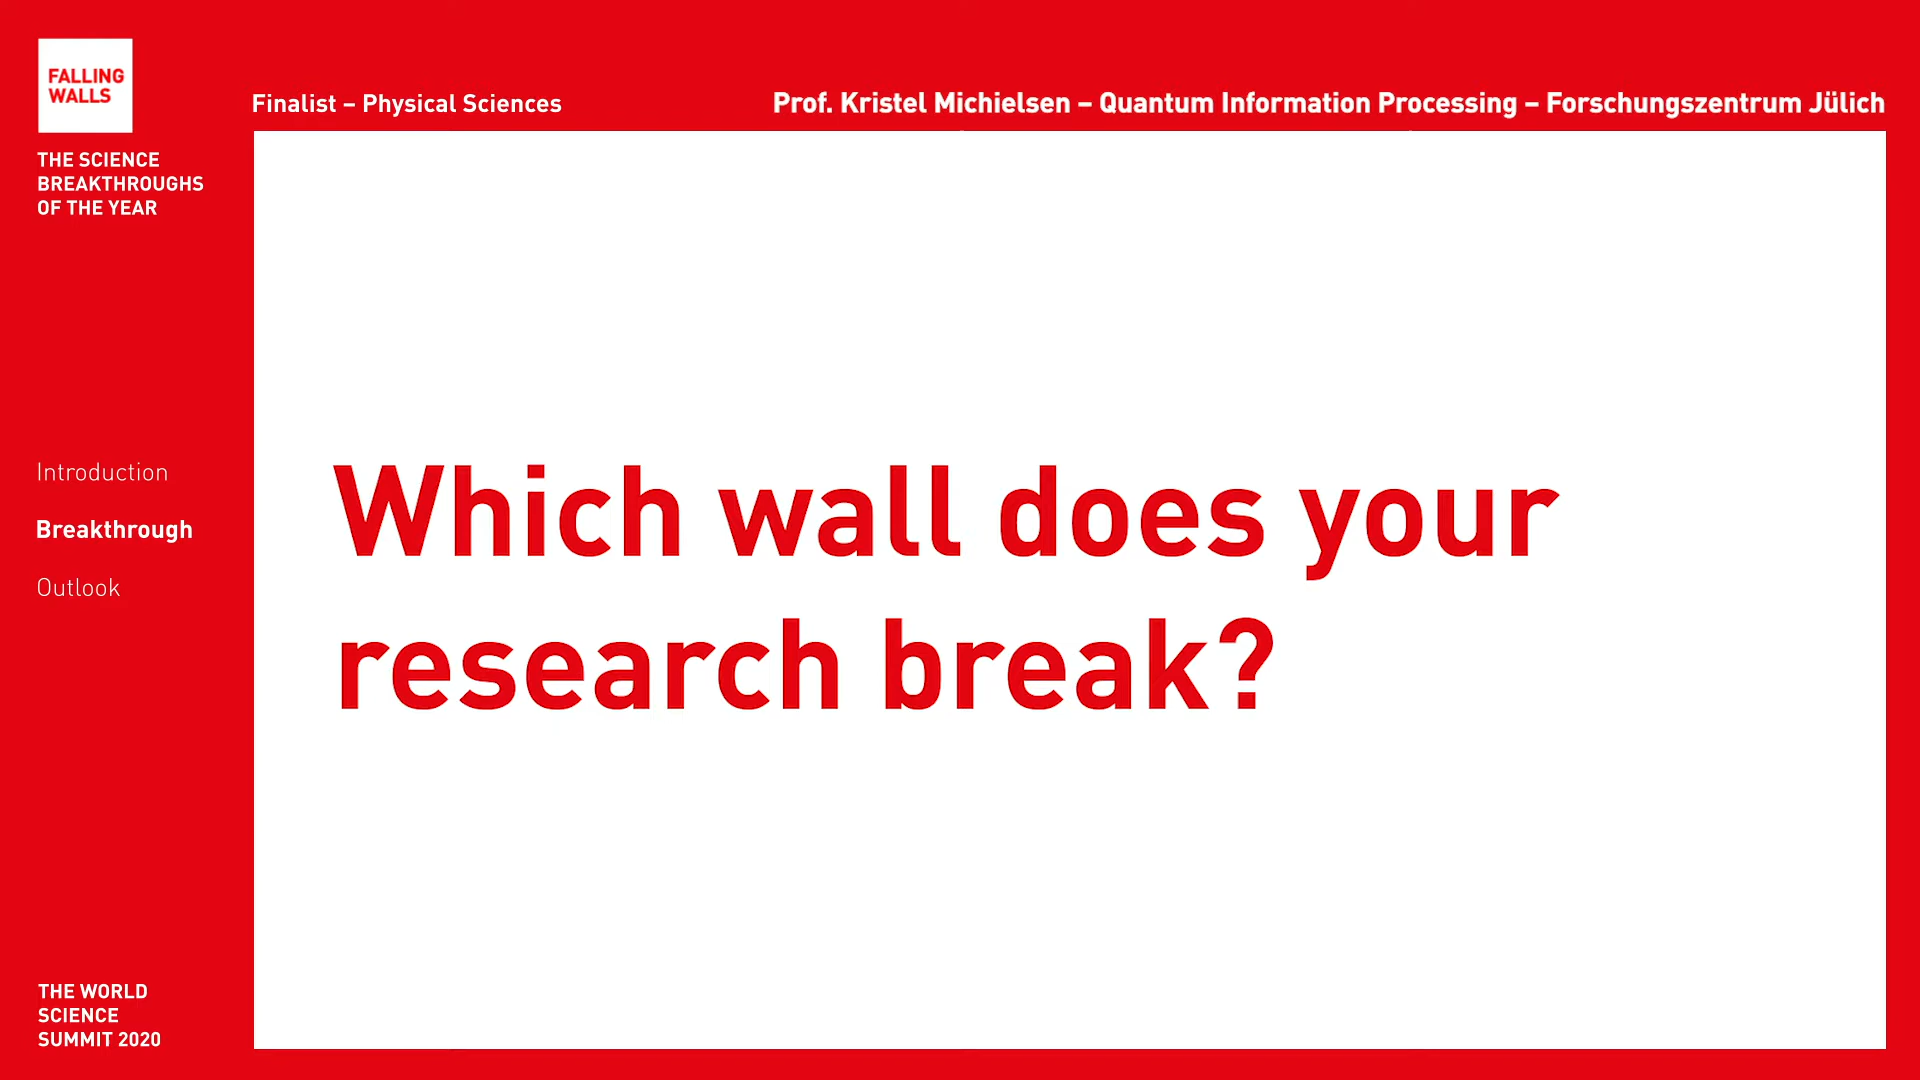 FALLING
WALLS
THE SCIENCE
BREAKTHROUGHS
OF THE YEAR
Finalist – Physical Sciences
Prof. Kristel Michielsen – Quantum Information Processing – Forschungszentrum Jülich
Introduction
Breakthrough
Outlook
Which wall does your
research break?
THE WORLD
SCIENCE
SUMMIT 2020